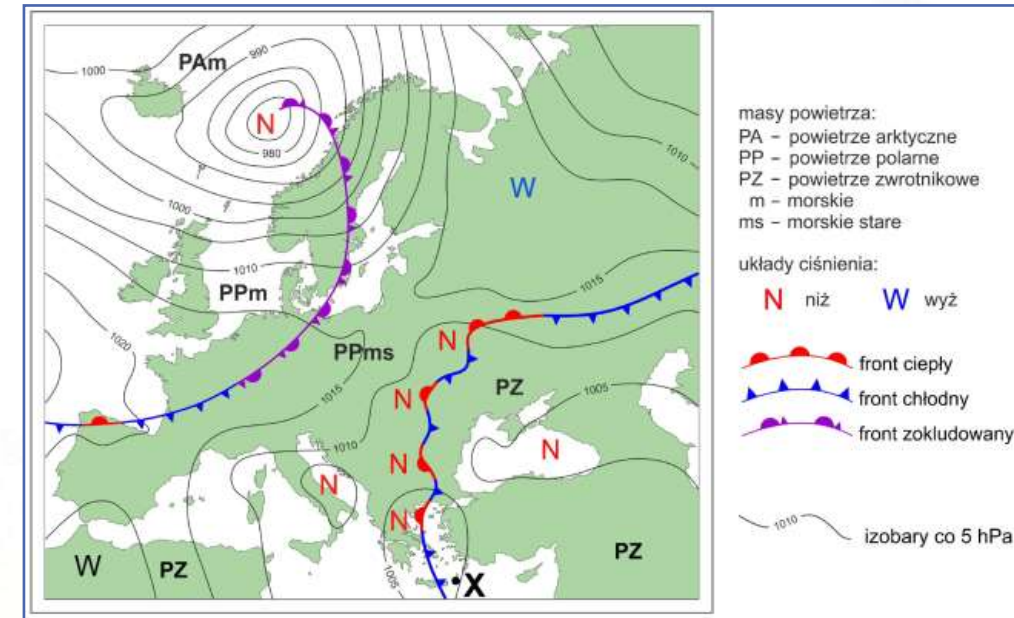 990
PAm
1000
N
980
1010
W
1000
1010
PPm
1015
1020
N
PPms
PZ
1015
N
1005
1010
N
N
N
N
W
PZ
1005
X
PZ
masy powietrza:
PA – powietrze arktyczne
PP – powietrze polarne
PZ – powietrze zwrotnikowe
m – morskie
ms – morskie stare
układy ciśnienia:
N niż W wyż
front ciepły
front chłodny
front zokludowany
1010
izobary co 5 hPa